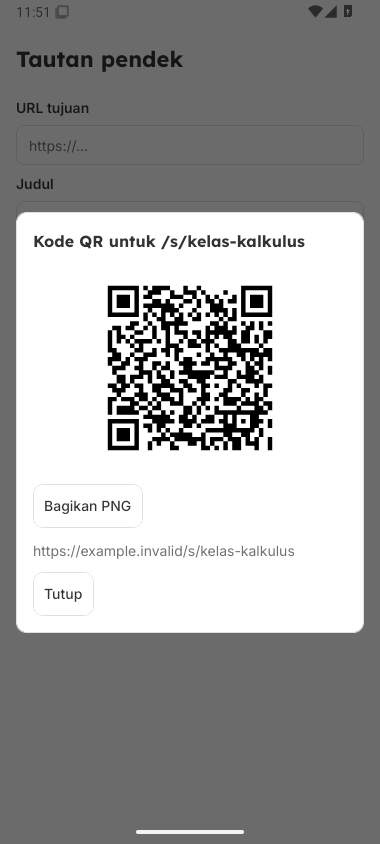 11:51
Tautan pendek
URL tujuan
https://...
Judul
Kode QR untuk /s/kelas-kalkulus
Bagikan PNG
https://example.invalid/s/kelas-kalkulus
Tutup